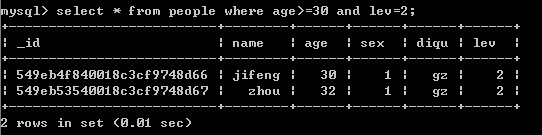 mysql> select * from people where age>=30 and lev=2;
+--------------------------+--------+-----+-----+------+-----+
| _id                      | name   | age | sex | diqu | lev |
+--------------------------+--------+-----+-----+------+-----+
| 549eb4f840018c3cf9748d66 | jifeng |  30 |   1 | gz   |   2 |
| 549eb53540018c3cf9748d67 |   zhou |  32 |   1 | gz   |   2 |
+--------------------------+--------+-----+-----+------+-----+
2 rows in set (0.01 sec)